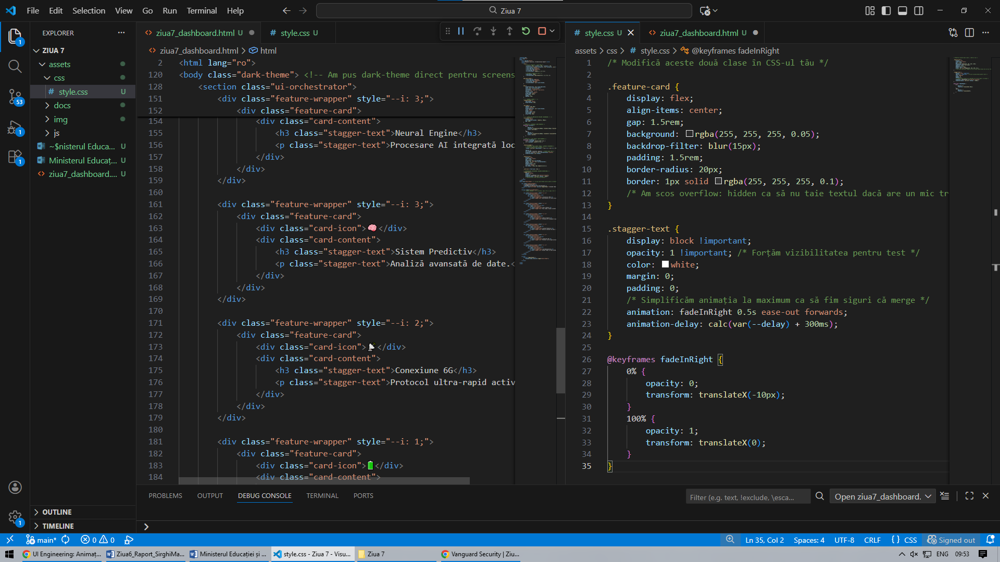 File Edit Selection View Go Run Terminal Help
Ziua 7
EXPLORER
ZIUA 7
assets
css
# style.css U
docs
img
js
~$nisterul Educa... U
Ministerul Educaț... U
ziua7_dashboard.... U
OUTLINE
TIMELINE
1
53
1
1
1
ziua7_dashboard.html U
# style.css U
ziua7_dashboard.html > html
2 <html lang="ro">
120 <body class="dark-theme"> <!-- Am pus dark-theme direct pentru screens
128 <section class="ui-orchestrator">
151 <div class="feature-wrapper" style="--i: 3;">
152 <div class="feature-card">
154 <div class="card-content">
155 <h3 class="stagger-text">Neural Engine</h3>
156 <p class="stagger-text">Procesare AI integrată loc
157 </div>
158 </div>
159 </div>
160
161 <div class="feature-wrapper" style="--i: 3;">
162 <div class="feature-card">
163 <div class="card-icon">🧠</div>
164 <div class="card-content">
165 <h3 class="stagger-text">Sistem Predictiv</h3>
166 <p class="stagger-text">Analiză avansată de date.<
167 </div>
168 </div>
169 </div>
170
171 <div class="feature-wrapper" style="--i: 2;">
172 <div class="feature-card">
173 <div class="card-icon">📡</div>
174 <div class="card-content">
175 <h3 class="stagger-text">Conexiune 6G</h3>
176 <p class="stagger-text">Protocol ultra-rapid activ
177 </div>
178 </div>
179 </div>
180
181 <div class="feature-wrapper" style="--i: 1;">
182 <div class="feature-card">
183 <div class="card-icon">🔋</div>
184 <div class="card-content">
# style.css U
ziua7_dashboard.html U
assets > css > # style.css > @keyframes fadeInRight
1 /* Modifică aceste două clase în CSS-ul tău */
2
3 .feature-card {
4 display: flex;
5 align-items: center;
6 gap: 1.5rem;
7 background: rgba(255, 255, 255, 0.05);
8 backdrop-filter: blur(15px);
9 padding: 1.5rem;
10 border-radius: 20px;
11 border: 1px solid rgba(255, 255, 255, 0.1);
12 /* Am scos overflow: hidden ca să nu taie textul dacă are un mic tr
13 }
14
15 .stagger-text {
16 display: block !important;
17 opacity: 1 !important; /* Forțăm vizibilitatea pentru test */
18 color: white;
19 margin: 0;
20 padding: 0;
21 /* Simplificăm animația la maximum ca să fim siguri că merge */
22 animation: fadeInRight 0.5s ease-out forwards;
23 animation-delay: calc(var(--delay) + 300ms);
24 }
25
26 @keyframes fadeInRight {
27 0% {
28 opacity: 0;
29 transform: translateX(-10px);
30 }
31 100% {
32 opacity: 1;
33 transform: translateX(0);
34 }
35 }
PROBLEMS OUTPUT DEBUG CONSOLE TERMINAL PORTS
Filter (e.g. text, !exclude, \esca...
Open ziua7_dashboard.
main* 0 0
Ln 35, Col 2 Spaces: 4 UTF-8 CRLF {} CSS Signed out
UI Engineering: Animaț...
Ziua6_Raport_SirghiMa...
Ministerul Educației și ...
style.css - Ziua 7 - Visu...
Ziua 7
Vanguard Security | Ziu...
ENG 09:53